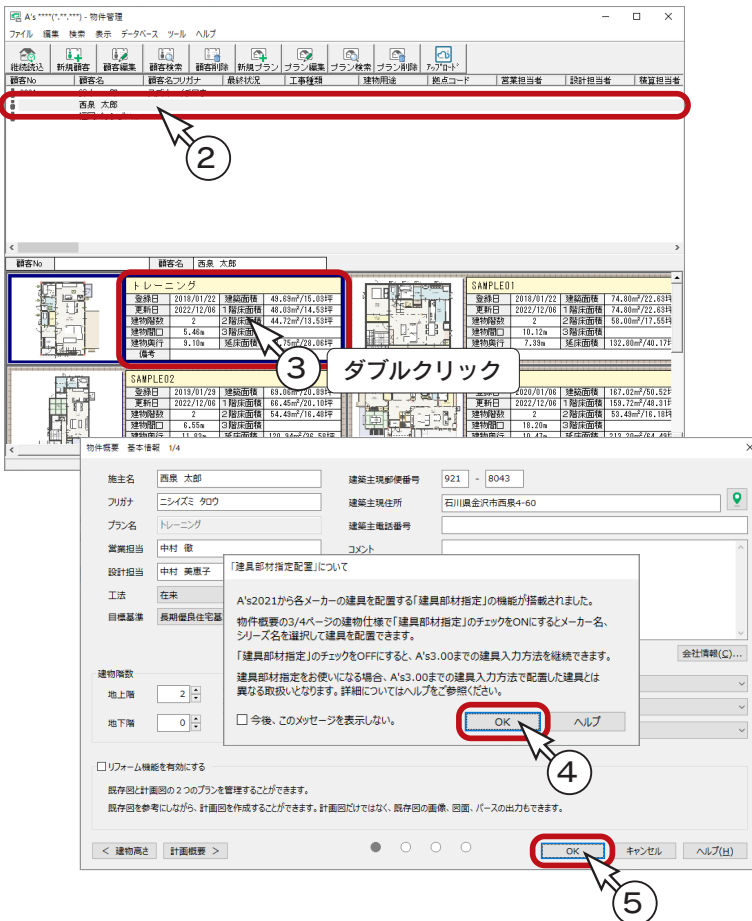 A's ****(*.**.***) - 物件管理
ファイル 編集 検索 表示 データベース ツール ヘルプ
継続読込 新規顧客 顧客編集 顧客検索 顧客削除 新規プラン プラン編集 プラン検索 プラン削除 アップロード
顧客No 顧客名 顧客名フリガナ 最終状況 工事種類 建物用途 拠点コード 営業担当者 設計担当者 積算担当者
西泉 太郎
②
顧客No 顧客名 西泉 太郎
トレーニング
登録日 2018/01/22 建築面積 49.69m²/15.03坪
更新日 2022/12/06 1階床面積 48.03m²/14.53坪
建物階数 2 2階床面積 44.72m²/13.53坪
建物間口 5.46m 3階床面積
建物奥行 9.10m 延床面積 .75m²/28.06坪
備考
SAMPLE01
登録日 2018/01/22 建築面積 74.80m²/22.63坪
更新日 2022/12/06 1階床面積 74.80m²/22.63坪
建物階数 2 2階床面積 58.00m²/17.55坪
建物間口 10.12m 3階床面積
建物奥行 7.39m 延床面積 132.80m²/40.17坪
③ ダブルクリック
SAMPLE02
登録日 2019/01/29 建築面積 69.06m²/20.89坪
更新日 2022/12/06 1階床面積 66.45m²/20.10坪
建物階数 2 2階床面積 54.49m²/16.48坪
建物間口 6.55m 3階床面積
建物奥行 11.83m 延床面積 120.94m²/36.58坪
2020/01/06 建築面積 167.02m²/50.52坪
更新日 2022/12/06 1階床面積 159.72m²/48.31坪
建物階数 2 2階床面積 53.49m²/16.18坪
建物間口 18.20m 3階床面積
建物奥行 10.47m 延床面積 213.20m²/64.49坪
物件概要 基本情報 1/4
施主名 西泉 太郎 建築主現郵便番号 921 - 8043
フリガナ ニシイズミ タロウ 建築主現住所 石川県金沢市西泉4-60
プラン名 トレーニング 建築主電話番号
営業担当 中村 徹 コメント
設計担当 中村 美恵子
工法 在来
目標基準 長期優良住宅基
「建具部材指定配置」について
A's2021から各メーカーの建具を配置する「建具部材指定」の機能が搭載されました。
物件概要の3/4ページの建物仕様で「建具部材指定」のチェックをONにするとメーカー名、
シリーズ名を選択して建具を配置できます。
「建具部材指定」のチェックをOFFにすると、A's3.00までの建具入力方法を継続できます。
建具部材指定をお使いになる場合、A's3.00までの建具入力方法で配置した建具とは
異なる取扱いとなります。詳細についてはヘルプをご参照ください。
今後、このメッセージを表示しない。 OK ヘルプ
④
会社情報(C)...
建物階数
地上階 2
地下階 0
リフォーム機能を有効にする
既存図と計画図の2つのプランを管理することができます。
既存図を参考にしながら、計画図を作成することができます。計画図だけではなく、既存図の画像、図面、パースの出力もできます。
< 建物高さ 計画概要 > OK キャンセル ヘルプ(H)
⑤